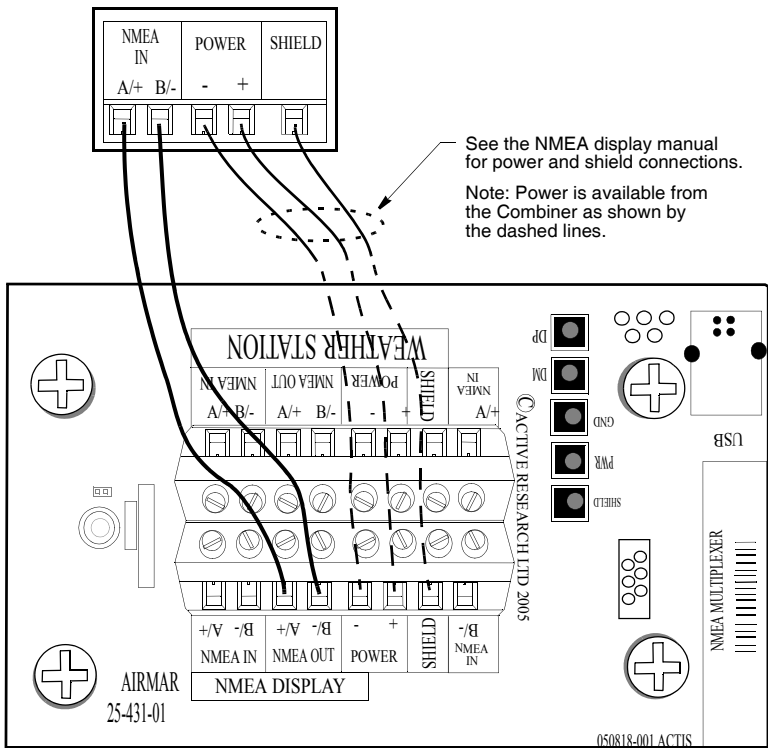 NMEA
IN
POWER
SHIELD
A/+ B/- - +
See the NMEA display manual
for power and shield connections.
Note: Power is available from
the Combiner as shown by
the dashed lines.
WEATHER STATION
NMEA IN NMEA OUT POWER SHIELD NMEA
IN
A/+ B/- A/+ B/- - + A/+
©ACTIVE RESEARCH LTD 2005
DP
DM
GND
PWR
SHIELD
USB
NMEA MULTIPLEXER
A/+ B/- A/+ B/- - + B/-
NMEA IN NMEA OUT POWER SHIELD NMEA
IN
NMEA DISPLAY
AIRMAR
25-431-01
050818-001 ACTIS